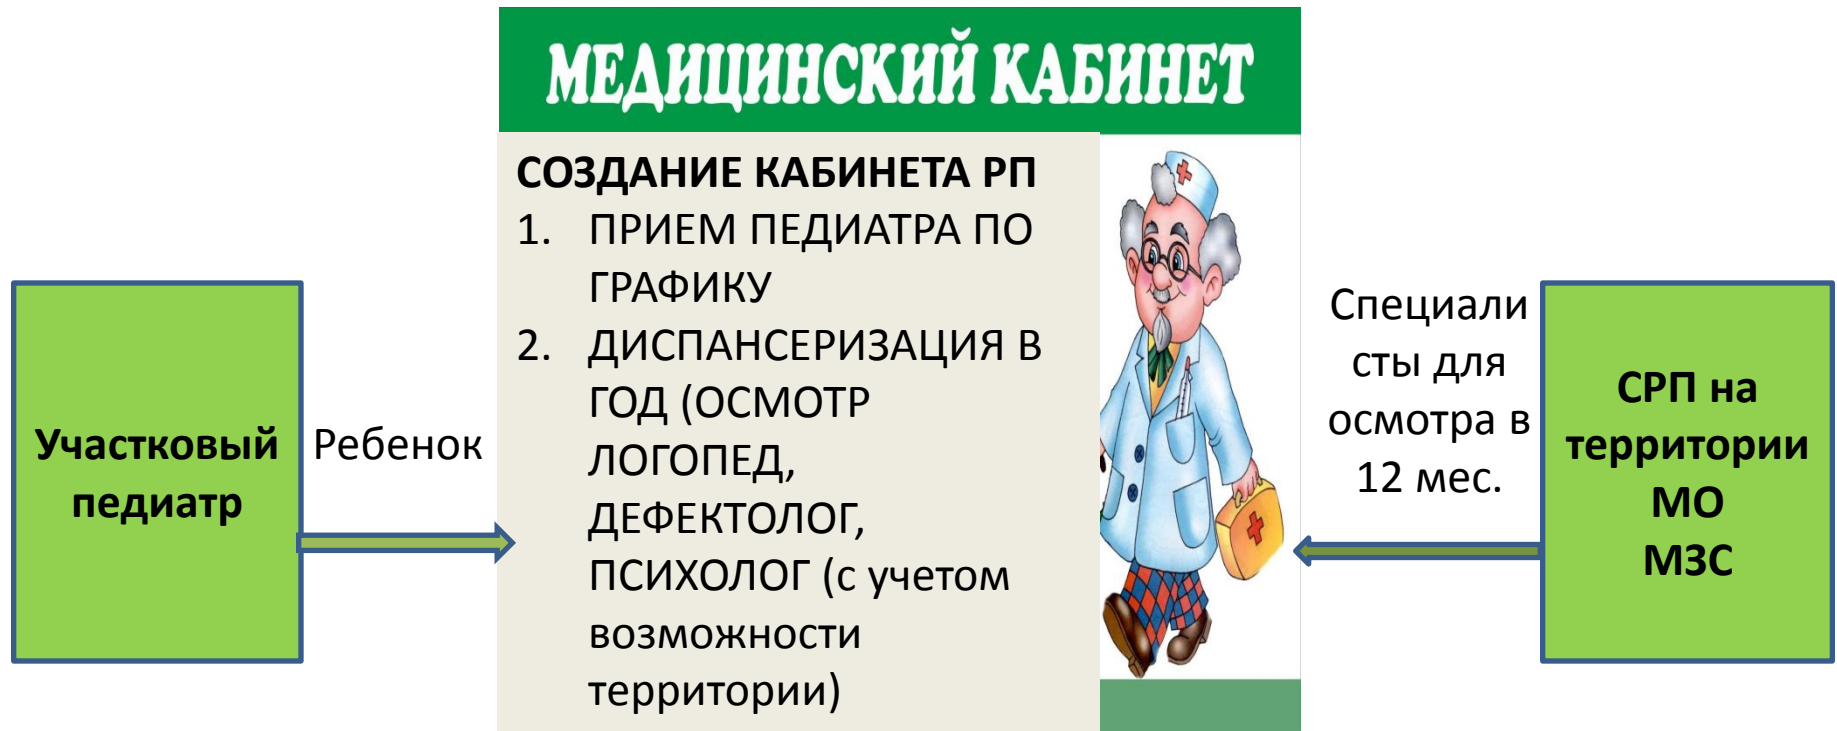 МЕДИЦИНСКИЙ КАБИНЕТ
СОЗДАНИЕ КАБИНЕТА РП
1. ПРИЕМ ПЕДИАТРА ПО
ГРАФИКУ
2. ДИСПАНСЕРИЗАЦИЯ В
ГОД (ОСМОТР
ЛОГОПЕД,
ДЕФЕКТОЛОГ,
ПСИХОЛОГ (с учетом
возможности
территории)
Участковый
педиатр
Ребенок
Специали
сты для
осмотра в
12 мес.
СРП на
территории
МО
МЗС